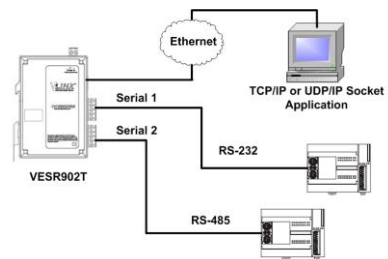 Ethernet
TCP/IP or UDP/IP Socket
Application
Serial 1
Serial 2
VESR902T
RS-232
RS-485